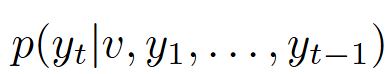 p(y_t|v, y_1, . . . , y_{t−1})